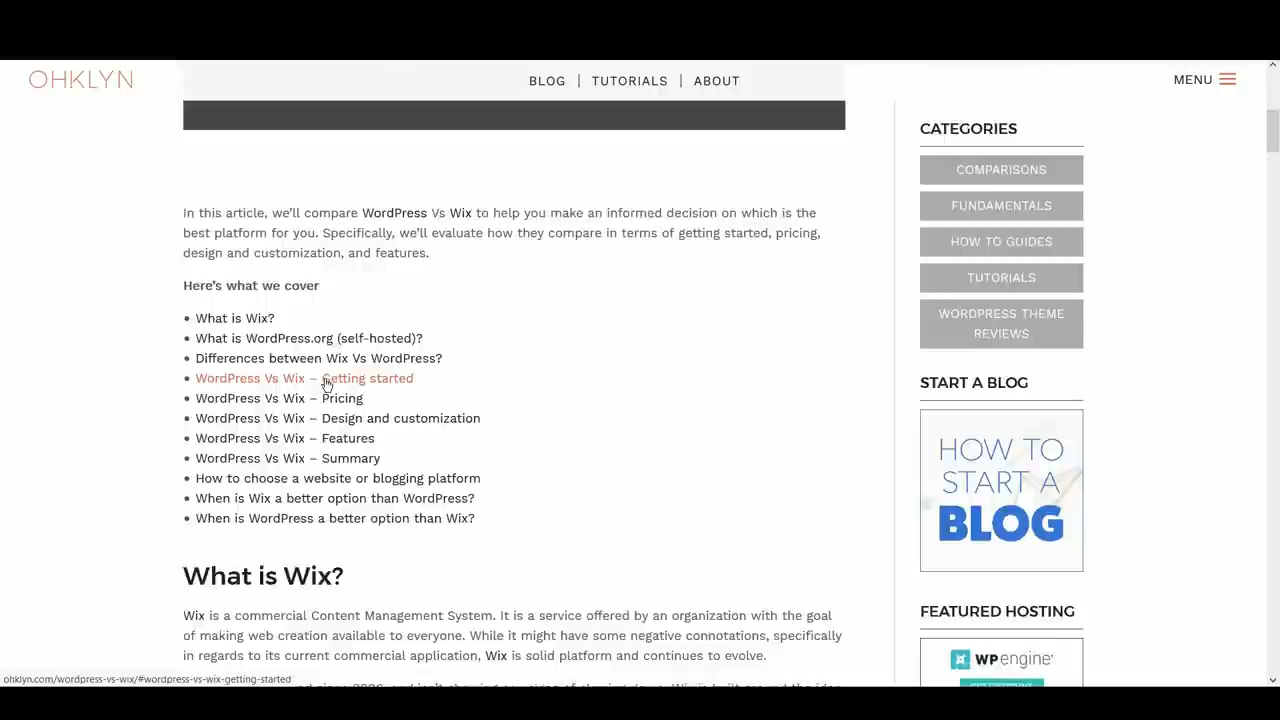 OHKLYN
BLOG | TUTORIALS | ABOUT
MENU
In this article, we'll compare WordPress Vs Wix to help you make an informed decision on which is the
best platform for you. Specifically, we'll evaluate how they compare in terms of getting started, pricing,
design and customization, and features.
Here's what we cover
• What is Wix?
• What is WordPress.org (self-hosted)?
• Differences between Wix Vs WordPress?
• WordPress Vs Wix – Getting started
• WordPress Vs Wix – Pricing
• WordPress Vs Wix – Design and customization
• WordPress Vs Wix – Features
• WordPress Vs Wix – Summary
• How to choose a website or blogging platform
• When is Wix a better option than WordPress?
• When is WordPress a better option than Wix?
What is Wix?
Wix is a commercial Content Management System. It is a service offered by an organization with the goal
of making web creation available to everyone. While it might have some negative connotations, specifically
in regards to its current commercial application, Wix is solid platform and continues to evolve.
ohklyn.com/wordpress-vs-wix/#wordpress-vs-wix-getting-started
CATEGORIES
COMPARISONS
FUNDAMENTALS
HOW TO GUIDES
TUTORIALS
WORDPRESS THEME
REVIEWS
START A BLOG
HOW TO
START A
BLOG
FEATURED HOSTING
WP engine